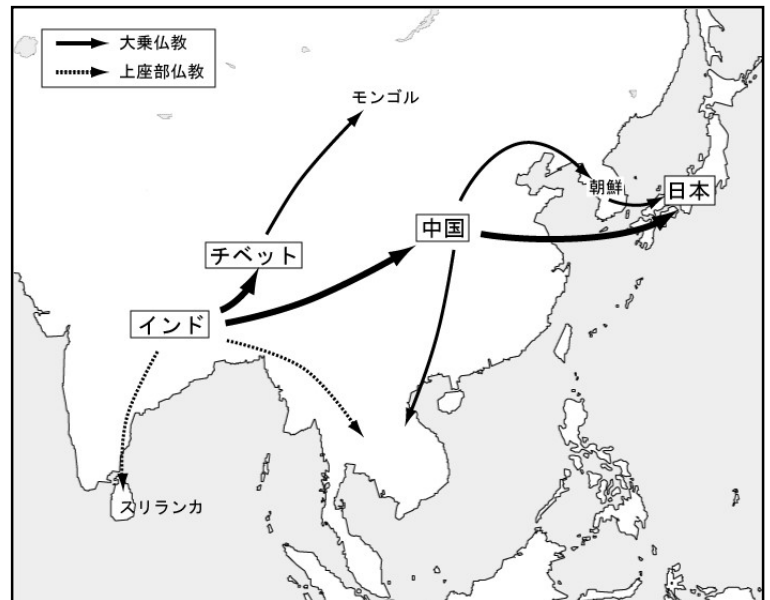 大乗仏教
上座部仏教
モンゴル
朝鮮
日本
中国
チベット
インド
スリランカ